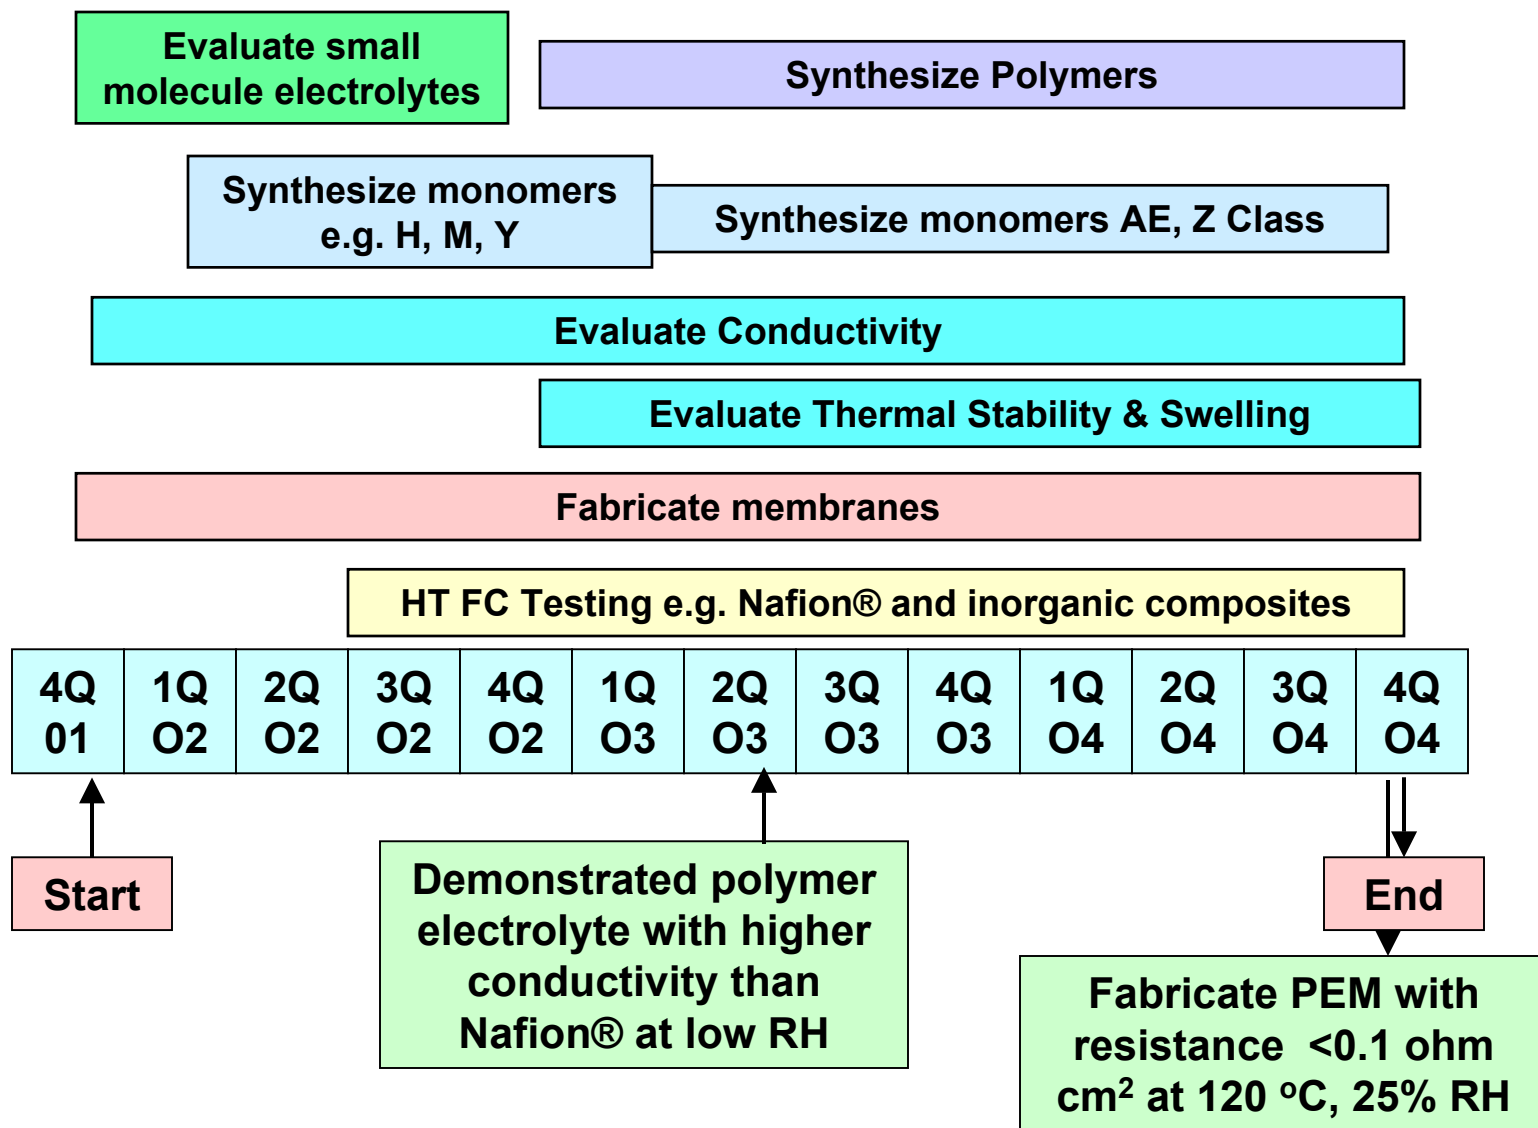 Evaluate small
molecule electrolytes
Synthesize Polymers
Synthesize monomers
e.g. H, M, Y
Synthesize monomers AE, Z Class
Evaluate Conductivity
Evaluate Thermal Stability & Swelling
Fabricate membranes
HT FC Testing e.g. Nafion® and inorganic composites
4Q 1Q 2Q 3Q 4Q 1Q 2Q 3Q 4Q 1Q 2Q 3Q 4Q
01 O2 O2 O2 O2 O3 O3 O3 O3 O4 O4 O4 O4
Start
Demonstrated polymer
electrolyte with higher
conductivity than
Nafion® at low RH
End
Fabricate PEM with
resistance <0.1 ohm
cm² at 120 ºC, 25% RH